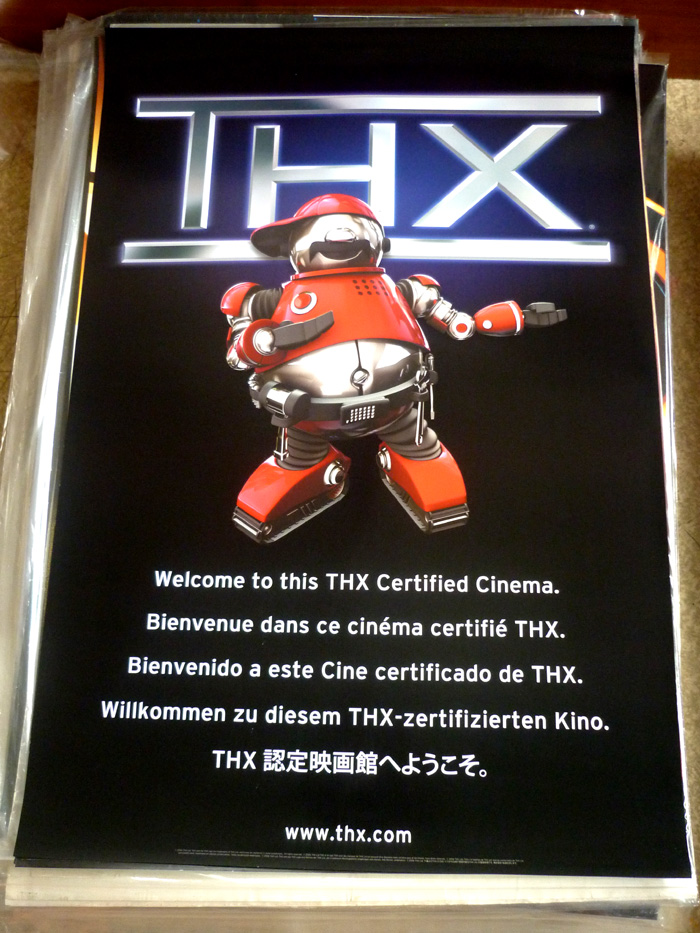 THX
Welcome to this THX Certified Cinema.
Bienvenue dans ce cinéma certifié THX.
Bienvenido a este Cine certificado de THX.
Willkommen zu diesem THX-zertifizierten Kino.
THX 認定映画館へようこそ。
www.thx.com